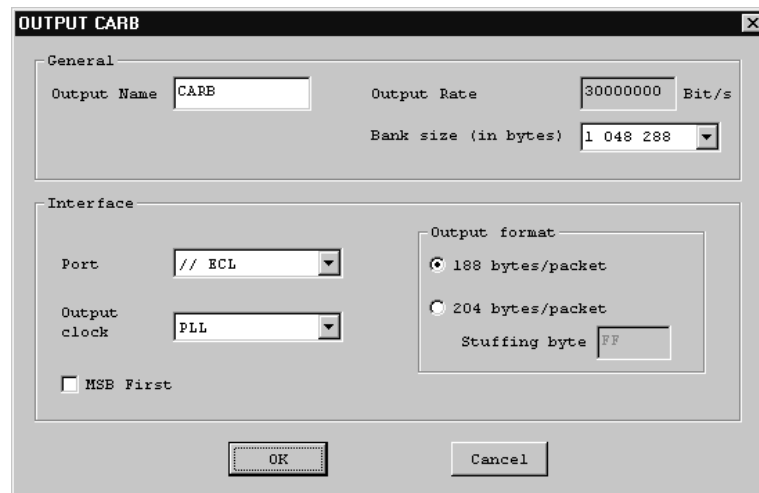 OUTPUT CARB
General
Output Name CARB Output Rate 30000000 Bit/s
Bank size (in bytes) 1 048 288
Interface
Output format
Port // ECL
188 bytes/packet
204 bytes/packet
Output clock PLL
Stuffing byte FF
MSB First
OK Cancel